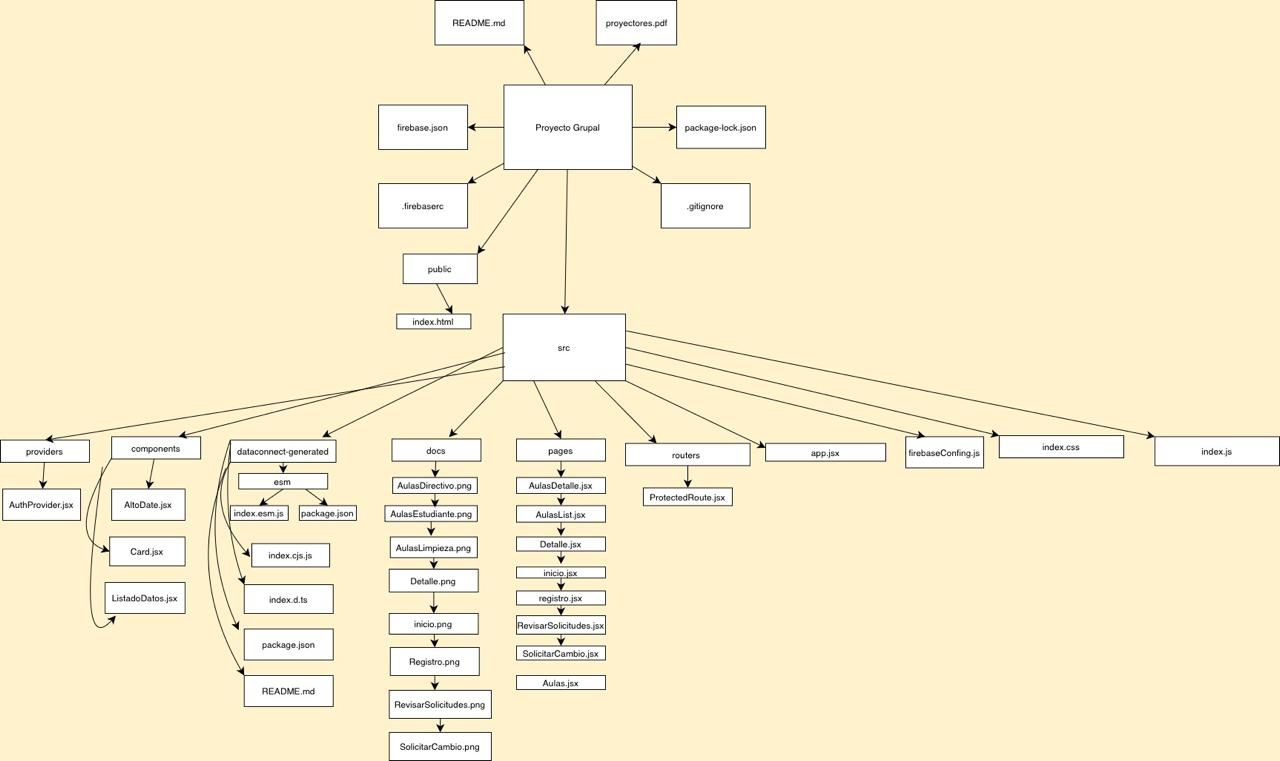 README.md
proyectores.pdf
firebase.json
Proyecto Grupal
package-lock.json
.firebaserc
.gitignore
public
index.html
src
providers
components
dataconnect-generated
docs
pages
routers
app.jsx
firebaseConfing.js
index.css
index.js
AuthProvider.jsx
AltoDate.jsx
Card.jsx
ListadoDatos.jsx
esm
index.esm.js
package.json
index.cjs.js
index.d.ts
package.json
README.md
AulasDirectivo.png
AulasEstudiante.png
AulasLimpieza.png
Detalle.png
inicio.png
Registro.png
RevisarSolicitudes.png
SolicitarCambio.png
AulasDetalle.jsx
AulasList.jsx
Detalle.jsx
inicio.jsx
registro.jsx
RevisarSolicitudes.jsx
SolicitarCambio.jsx
Aulas.jsx
ProtectedRoute.jsx